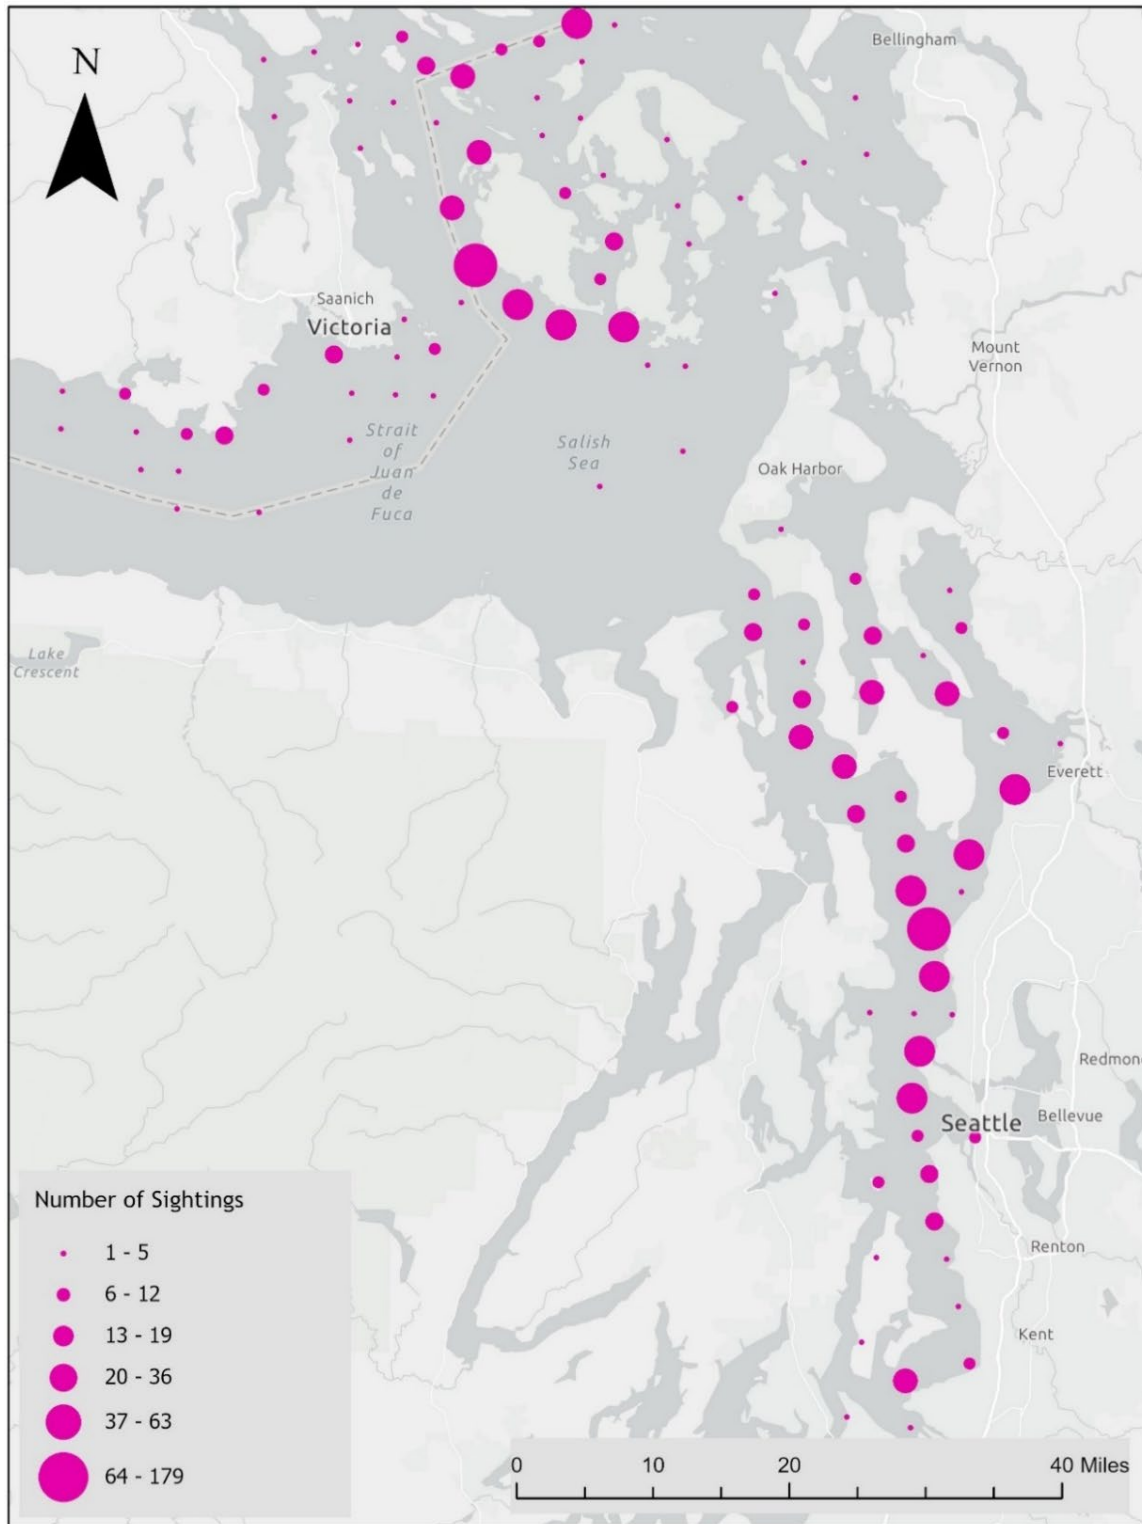 Bellingham
N
Saanich
Victoria
Mount
Vernon
Strait
of
Juan
de
Fuca
Salish
Sea
Oak Harbor
Lake
Crescent
Everett
Redmon
Seattle
Bellevue
Number of Sightings
1 - 5
6 - 12
13 - 19
20 - 36
37 - 63
64 - 179
Renton
Kent
0 10 20 40 Miles